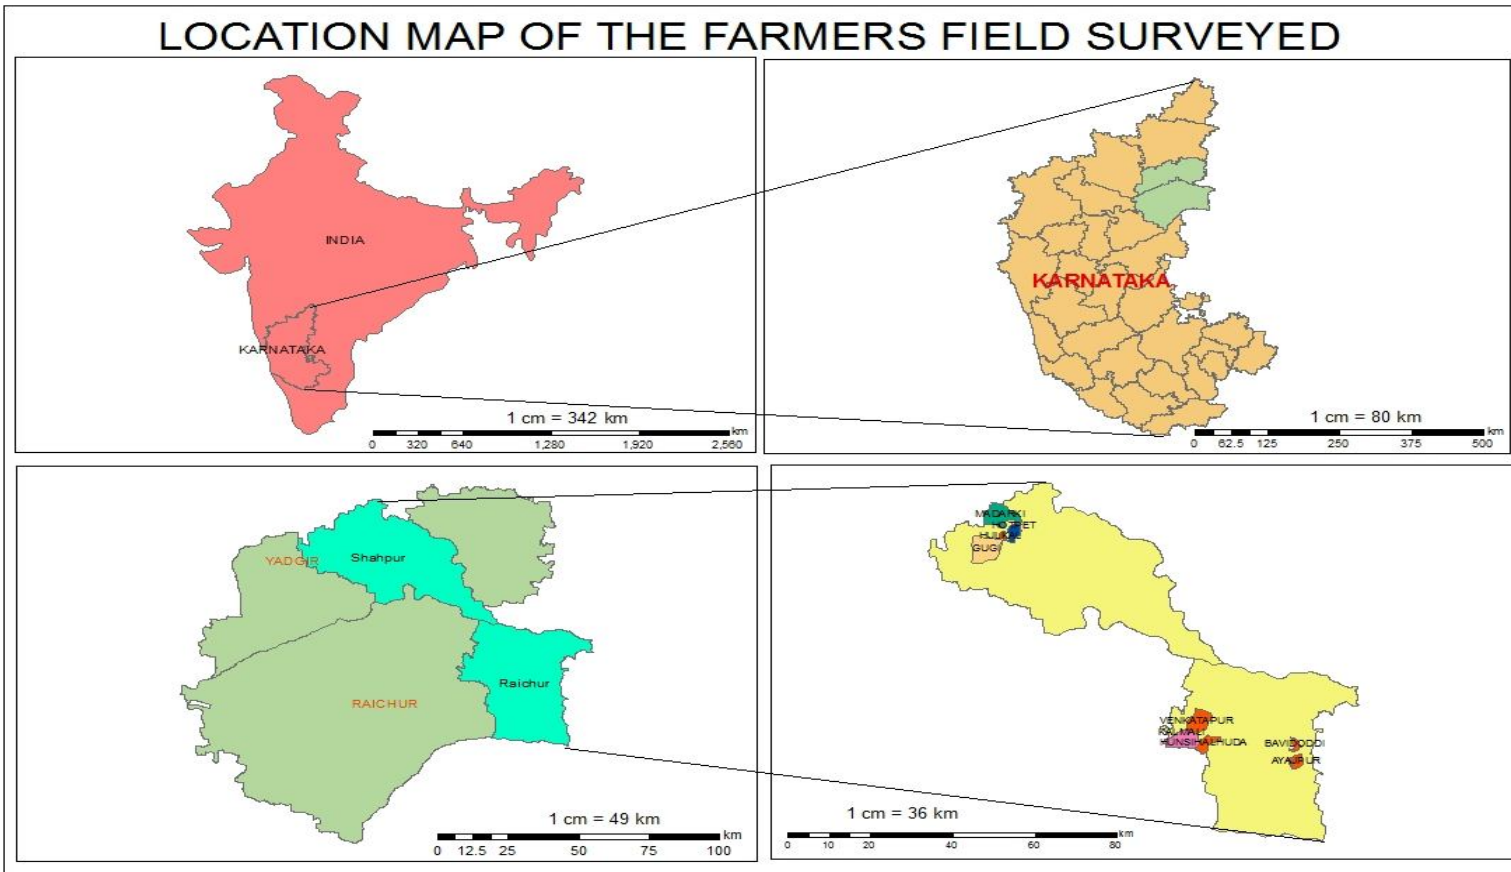 LOCATION MAP OF THE FARMERS FIELD SURVEYED
INDIA
KARNATAKA
1 cm = 342 km
km
0 320 640 1,280 1,920 2,560
KARNATAKA
1 cm = 80 km
km
0 62.5 125 250 375 500
YADGIR
Shahpur
Raichur
RAICHUR
1 cm = 49 km
km
0 12.5 25 50 75 100
MADARKI
GUGI
VENKATAPUR
BAVIDODDI
1 cm = 36 km
km
0 10 20 40 60 80